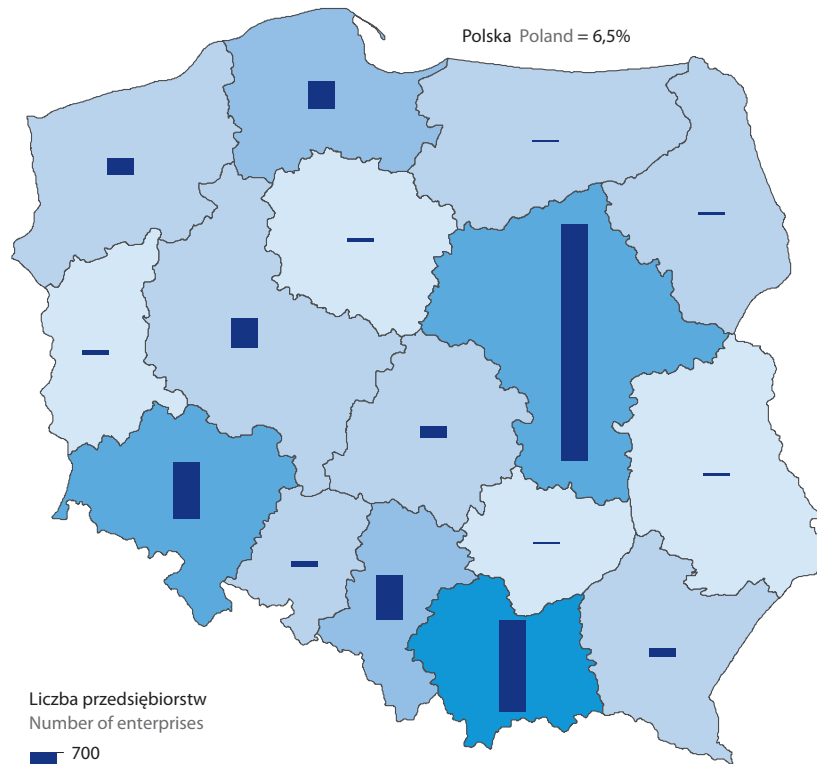 Polska Poland = 6,5%
Liczba przedsiębiorstw
Number of enterprises
700